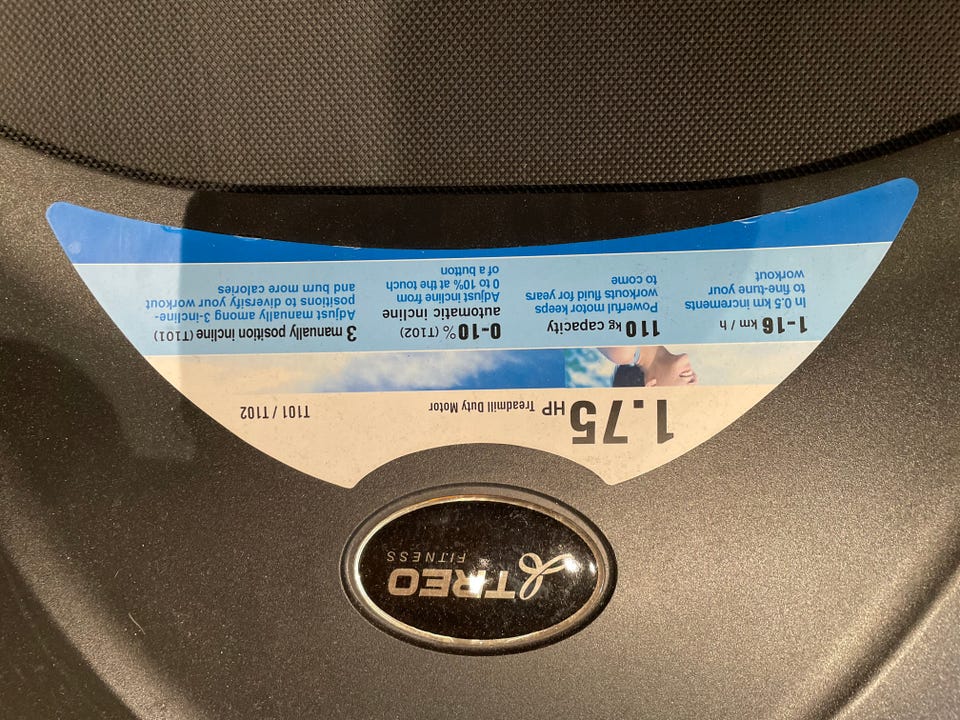 TREO
FITNESS
1.75 HP Treadmill Duty Motor
T101 / T102
1-16 km / h
In 0.5 km increments
to fine-tune your
workout
110 kg capacity
Powerful motor keeps
workouts fluid for years
to come
0-10 % (T102)
automatic incline
Adjust incline from
0 to 10% at the touch
of a button
3 manually position incline (T101)
Adjust manually among 3-incline-
positions to diversify your workout
and burn more calories